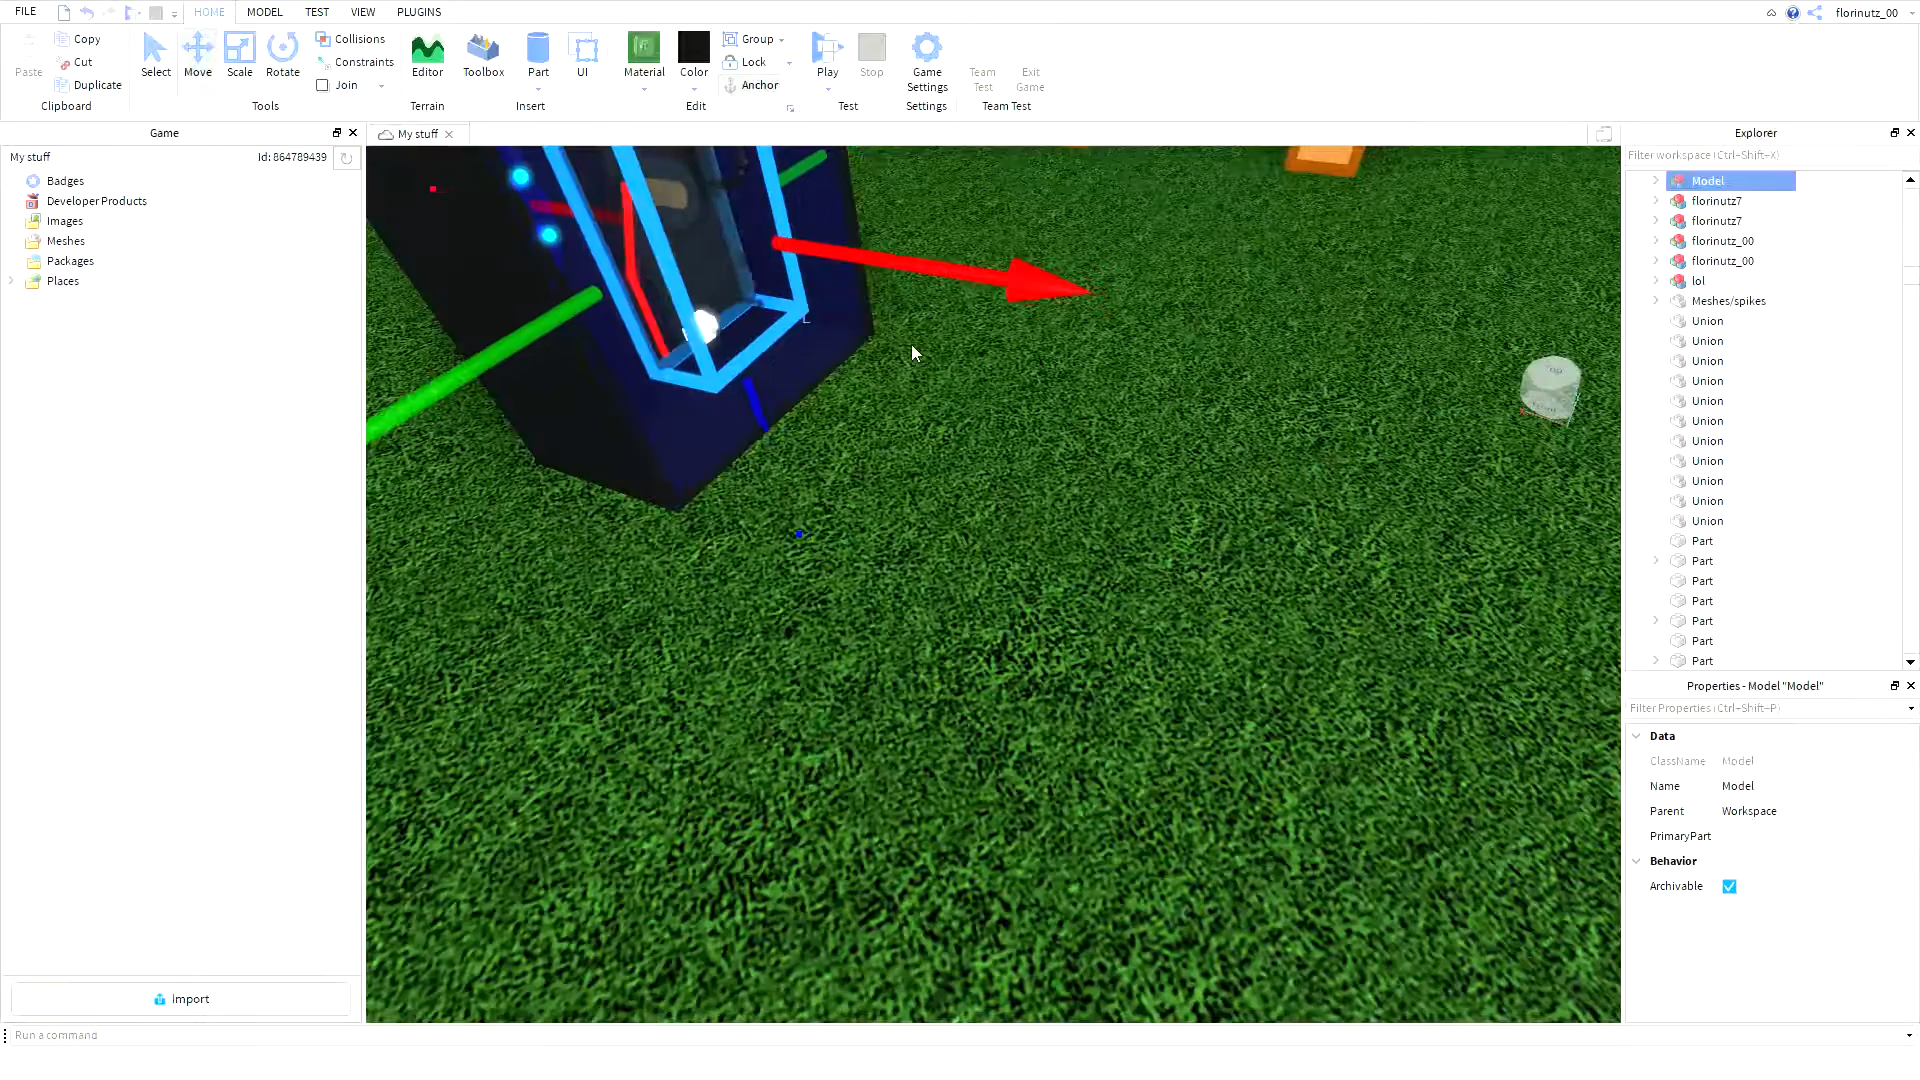 FILE HOME MODEL TEST VIEW PLUGINS florinutz_00
Paste Copy Cut Duplicate Clipboard
Select Move Scale Rotate Collisions Constraints Join Tools
Editor Terrain
Toolbox Part UI Insert
Material Color Group Lock Anchor Edit
Play Stop Test
Game Settings Settings
Team Test Exit Game Team Test
Game
My stuff Id: 864789439
Badges
Developer Products
Images
Meshes
Packages
Places
Import
My stuff
Top
Explorer
Filter workspace (Ctrl+Shift+X)
Model
florinutz7
florinutz7
florinutz_00
florinutz_00
lol
Meshes/spikes
Union
Union
Union
Union
Union
Union
Union
Union
Union
Union
Union
Part
Part
Part
Part
Part
Part
Part
Properties - Model "Model"
Filter Properties (Ctrl+Shift+P)
Data
ClassName Model
Name Model
Parent Workspace
PrimaryPart
Behavior
Archivable
Run a command